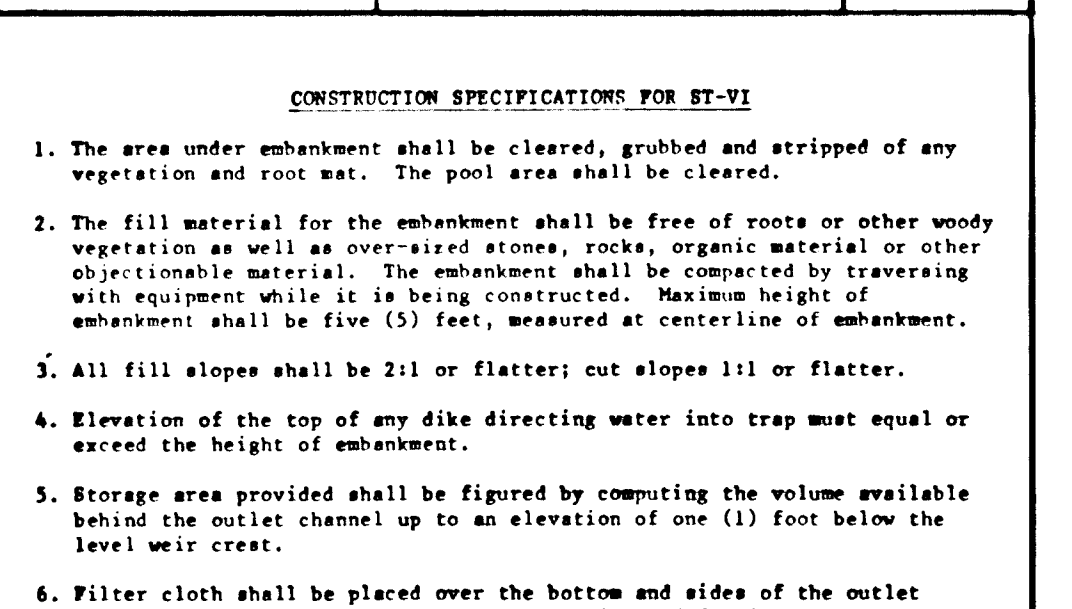 CONSTRUCTION SPECIFICATIONS FOR ST-VI
1. The area under embankment shall be cleared, grubbed and stripped of any
vegetation and root mat. The pool area shall be cleared.
2. The fill material for the embankment shall be free of roots or other woody
vegetation as well as over-sized stones, rocks, organic material or other
objectionable material. The embankment shall be compacted by traversing
with equipment while it is being constructed. Maximum height of
embankment shall be five (5) feet, measured at centerline of embankment.
3. All fill slopes shall be 2:1 or flatter; cut slopes 1:1 or flatter.
4. Elevation of the top of any dike directing water into trap must equal or
exceed the height of embankment.
5. Storage area provided shall be figured by computing the volume available
behind the outlet channel up to an elevation of one (1) foot below the
level weir crest.
6. Filter cloth shall be placed over the bottom and sides of the outlet